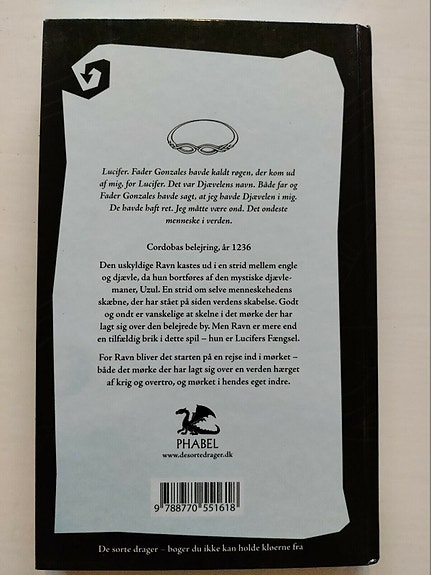 Lucifer. Fader Gonzales havde kaldt røgen, der kom ud
af mig, for Lucifer. Det var Djævelens navn. Både far og
Fader Gonzales havde sagt, at jeg havde Djævelen i mig.
De havde haft ret. Jeg måtte være ond. Det ondeste
menneske i verden.
Cordobas belejring, år 1236
Den uskyldige Ravn kastes ud i en strid mellem engle
og djævle, da hun bortføres af den mystiske djævle-
maner, Uzul. En strid om selve menneskehedens
skæbne, der har stået på siden verdens skabelse. Godt
og ondt er vanskelige at skelne i det mørke der har
lagt sig over den belejrede by. Men Ravn er mere end
en tilfældig brik i dette spil – hun er Lucifers Fængsel.
For Ravn bliver det starten på en rejse ind i mørket –
både det mørke der har lagt sig over en verden hærget
af krig og overtro, og mørket i hendes eget indre.
PHABEL
www.desortedrager.dk
9 788770 551618
De sorte drager – bøger du ikke kan holde kløerne fra